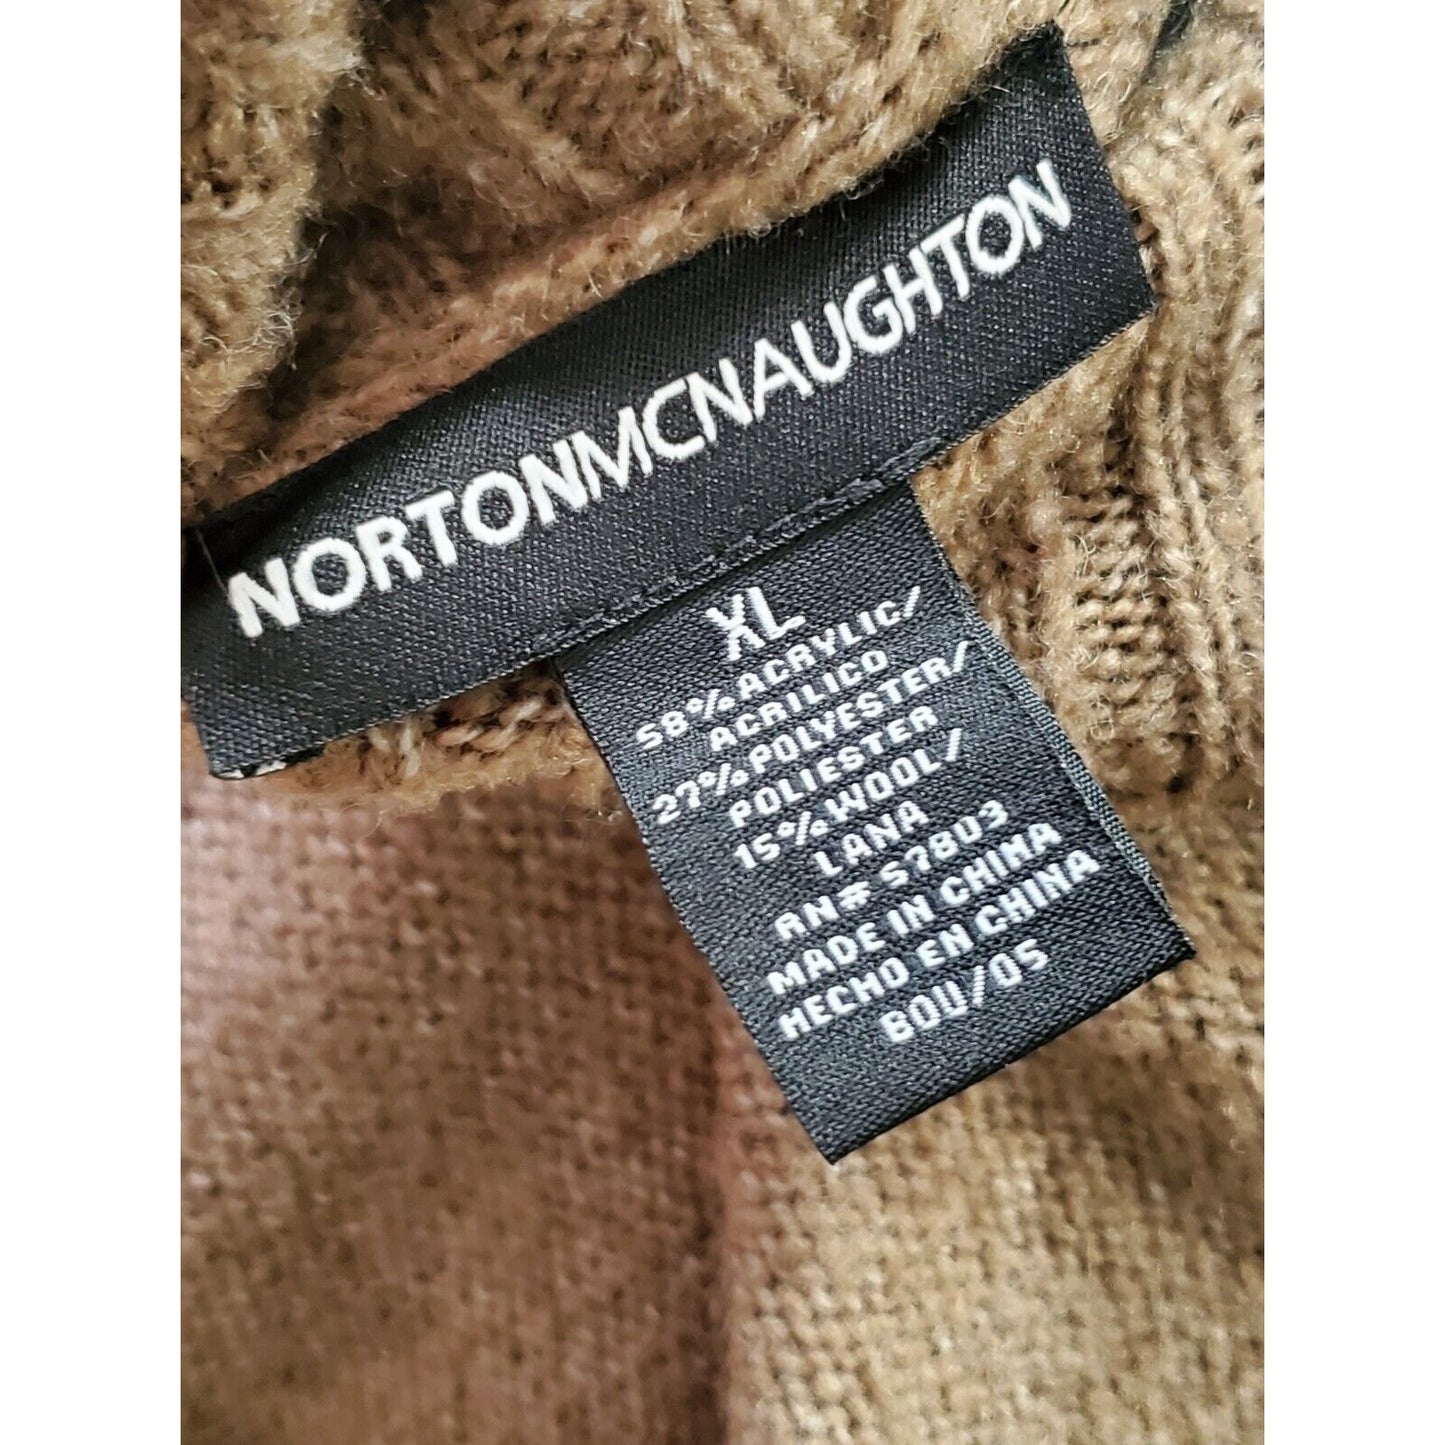 NORTONMCNAUGHTON
XL
58% ACRYLIC/
ACRILICO
27% POLYESTER/
POLIESTER
15% WOOL/
LANA
RN# 57803
MADE IN CHINA
HECHO EN CHINA
BOU/05